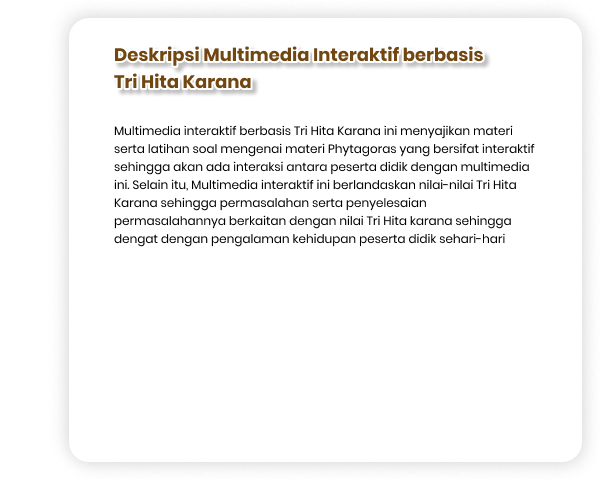 Deskripsi Multimedia Interaktif berbasis
Tri Hita Karana
Multimedia interaktif berbasis Tri Hita Karana ini menyajikan materi
serta latihan soal mengenai materi Phytagoras yang bersifat interaktif
sehingga akan ada interaksi antara peserta didik dengan multimedia
ini. Selain itu, Multimedia interaktif ini berlandaskan nilai-nilai Tri Hita
Karana sehingga permasalahan serta penyelesaian
permasalahannya berkaitan dengan nilai Tri Hita karana sehingga
dengat dengan pengalaman kehidupan peserta didik sehari-hari